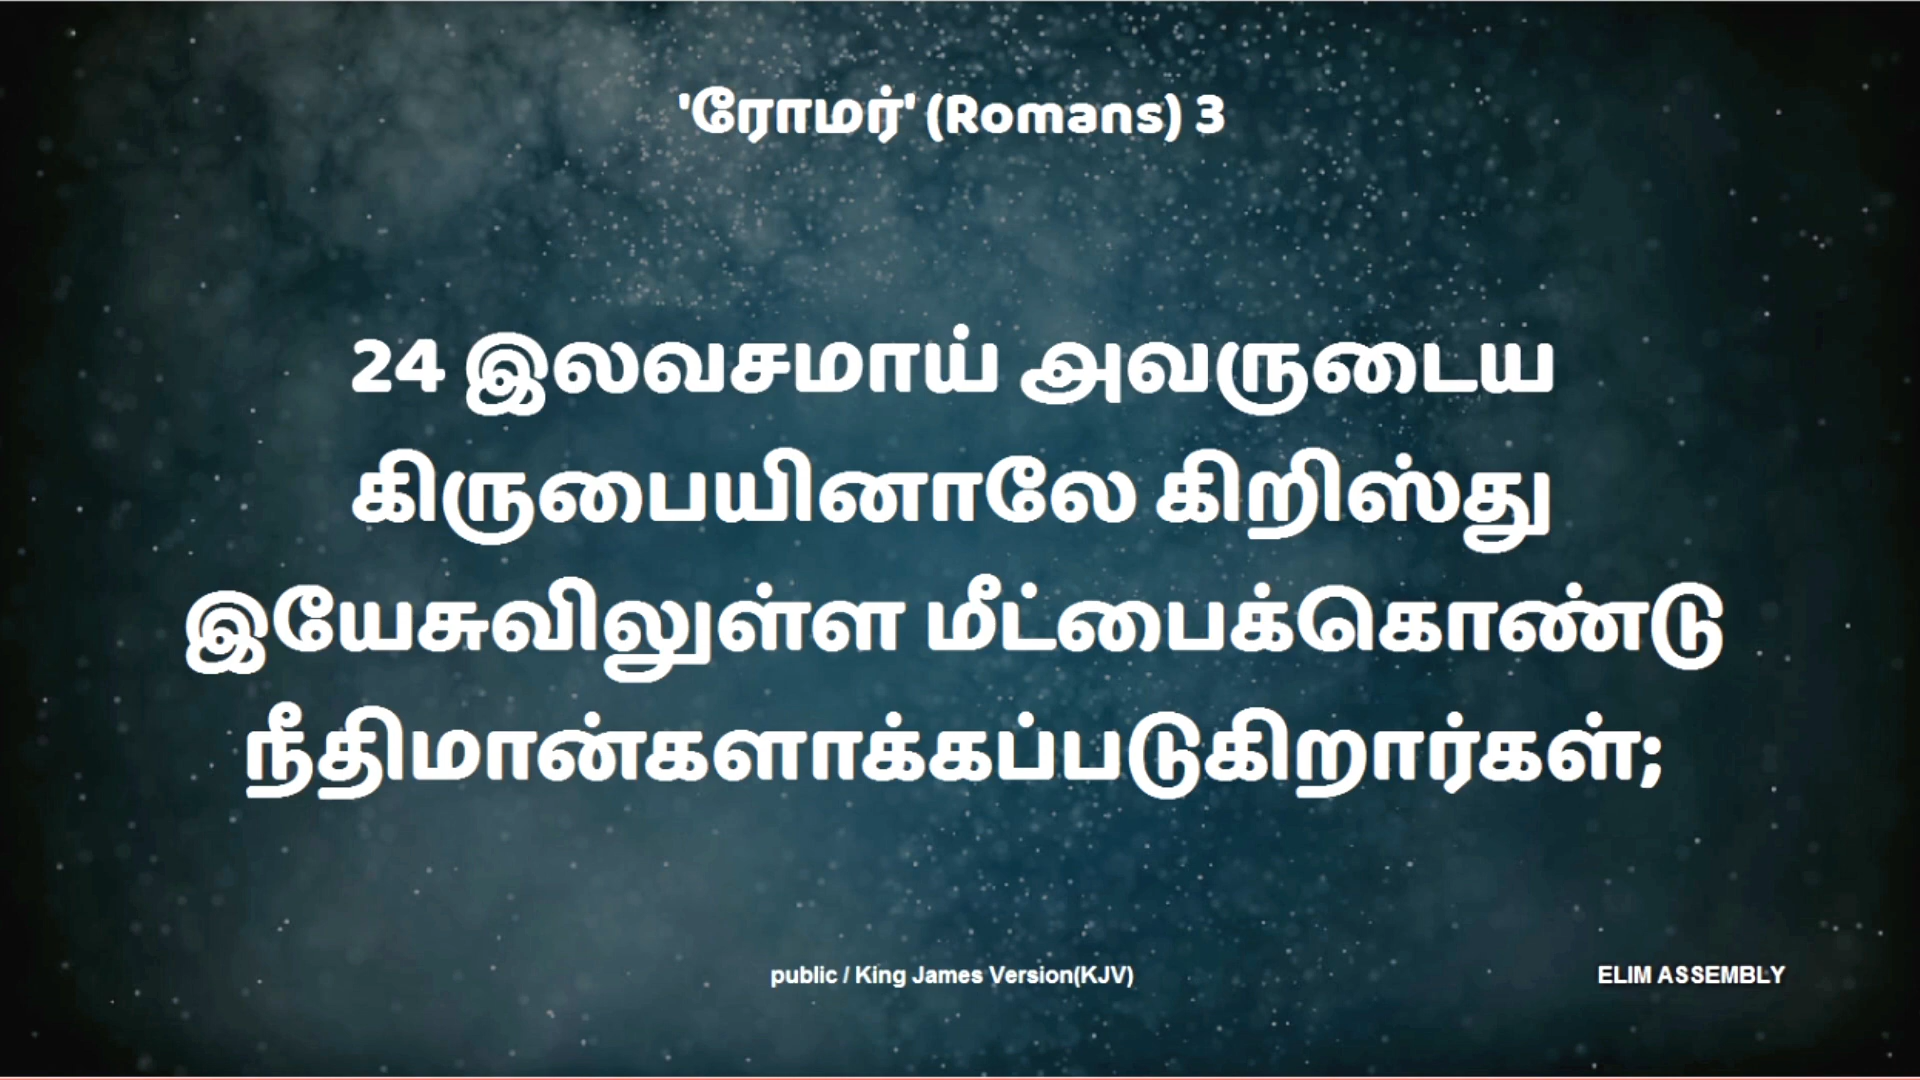 'ரோமர்' (Romans) 3
24 இலவசமாய் அவருடைய
கிருபையினாலே கிறிஸ்து
இயேசுவிலுள்ள மீட்பைக்கொண்டு
நீதிமான்களாக்கப்படுகிறார்கள்;
public / King James Version(KJV)
ELIM ASSEMBLY